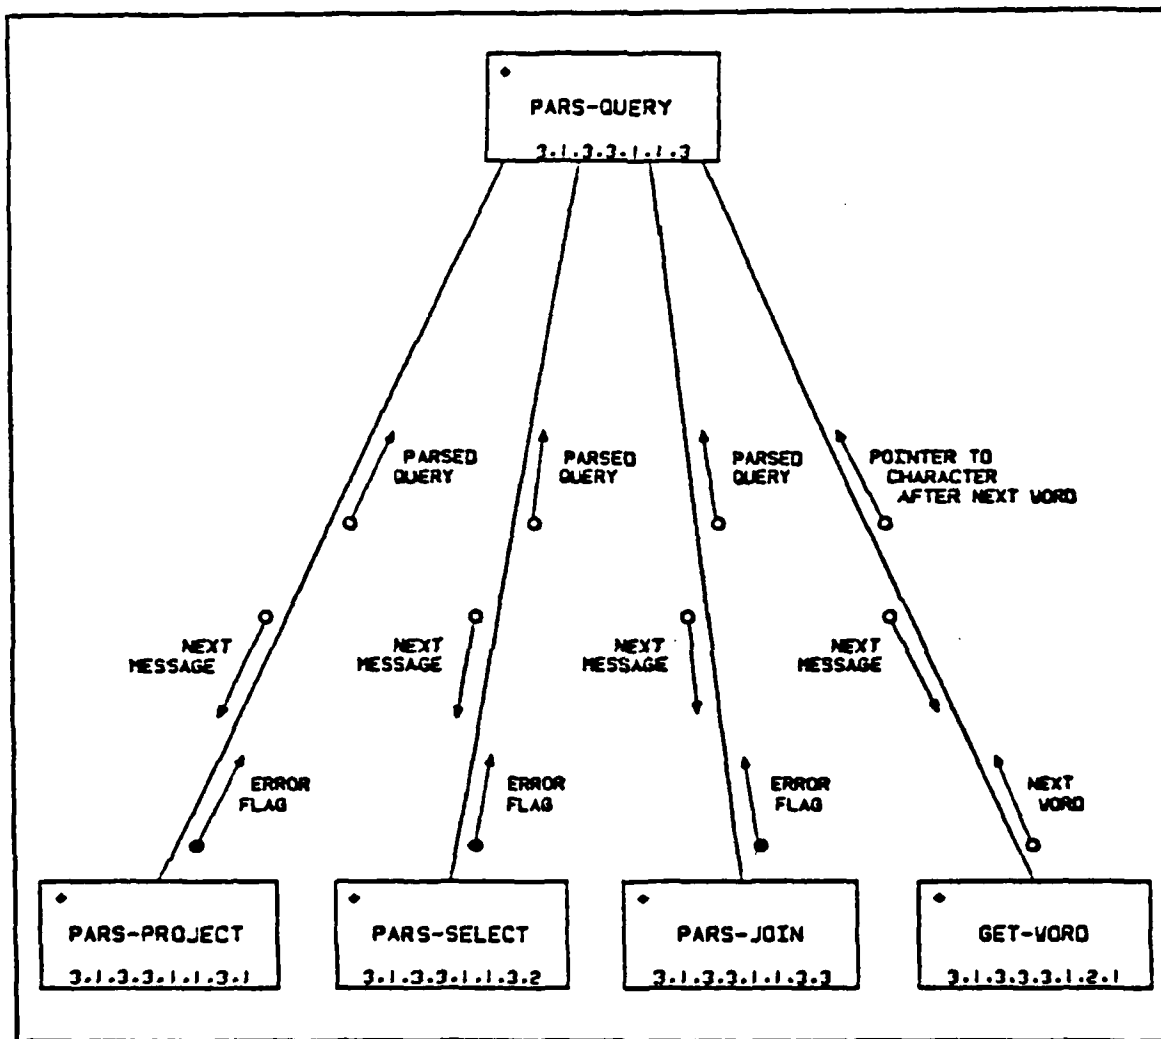 PARS-QUERY
3.1.3.3.1.1.3
PARSED
QUERY
PARSED
QUERY
PARSED
QUERY
POINTER TO
CHARACTER
AFTER NEXT WORD
NEXT
MESSAGE
NEXT
MESSAGE
NEXT
MESSAGE
NEXT
MESSAGE
ERROR
FLAG
ERROR
FLAG
ERROR
FLAG
NEXT
WORD
PARS-PROJECT
3.1.3.3.1.1.3.1
PARS-SELECT
3.1.3.3.1.1.3.2
PARS-JOIN
3.1.3.3.1.1.3.3
GET-WORD
3.1.3.3.3.1.2.1